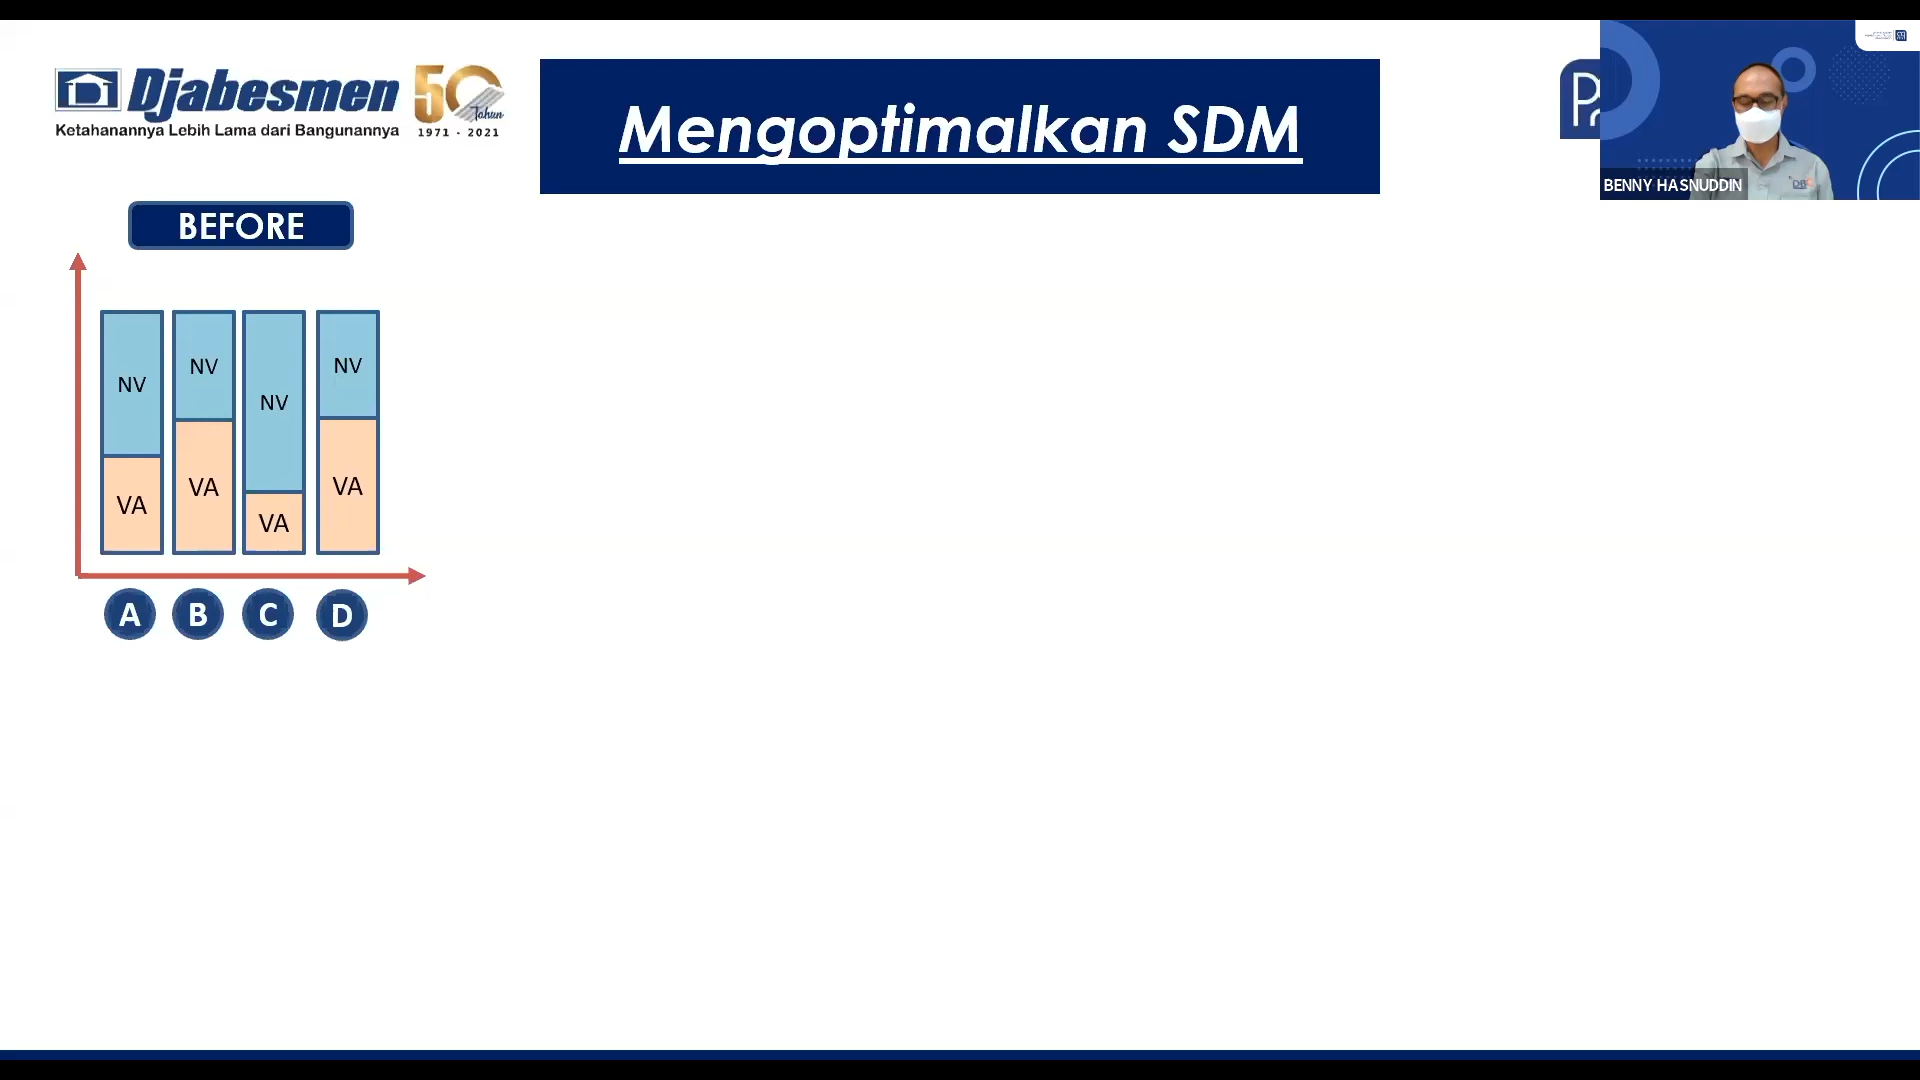 Djabesmen
Ketahanannya Lebih Lama dari Bangunannya
50
Tahun
1971 - 2021
Mengoptimalkan SDM
BENNY HASNUDDIN
BEFORE
NV
NV
NV
NV
VA
VA
VA
VA
A
B
C
D